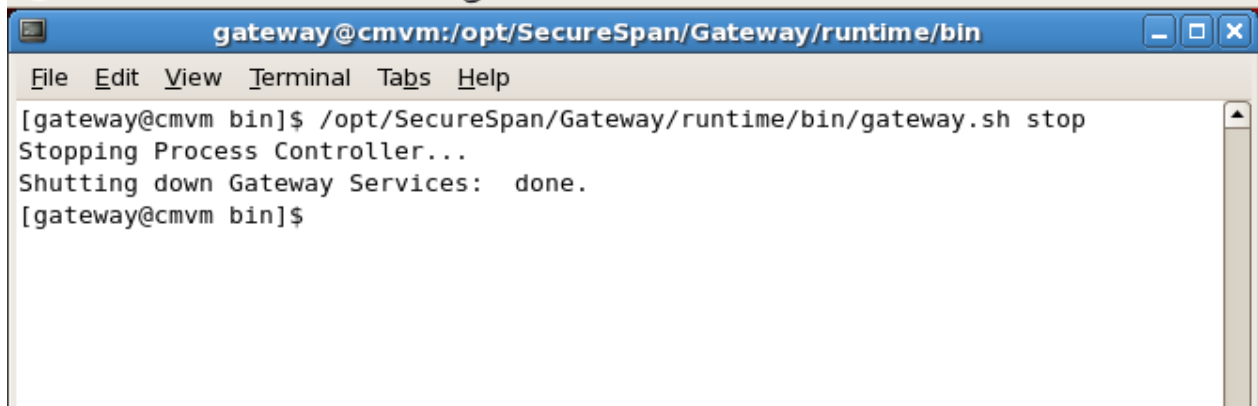 gateway@cmvm:/opt/SecureSpan/Gateway/runtime/bin
File Edit View Terminal Tabs Help
[gateway@cmvm bin]$ /opt/SecureSpan/Gateway/runtime/bin/gateway.sh stop
Stopping Process Controller...
Shutting down Gateway Services:  done.
[gateway@cmvm bin]$